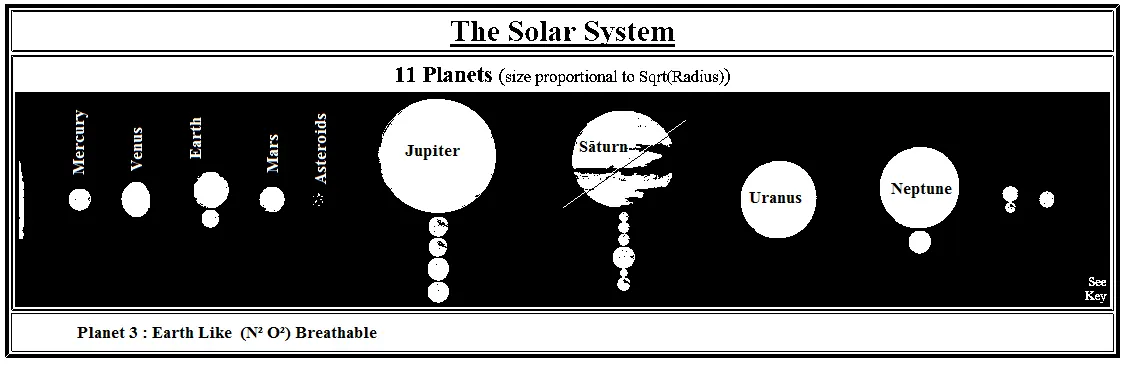 The Solar System
11 Planets (size proportional to Sqrt(Radius))
Mercury
Venus
Earth
Mars
Asteroids
Jupiter
Sāturn
Uranus
Neptune
See
Key
Planet 3 : Earth Like (N² O²) Breathable